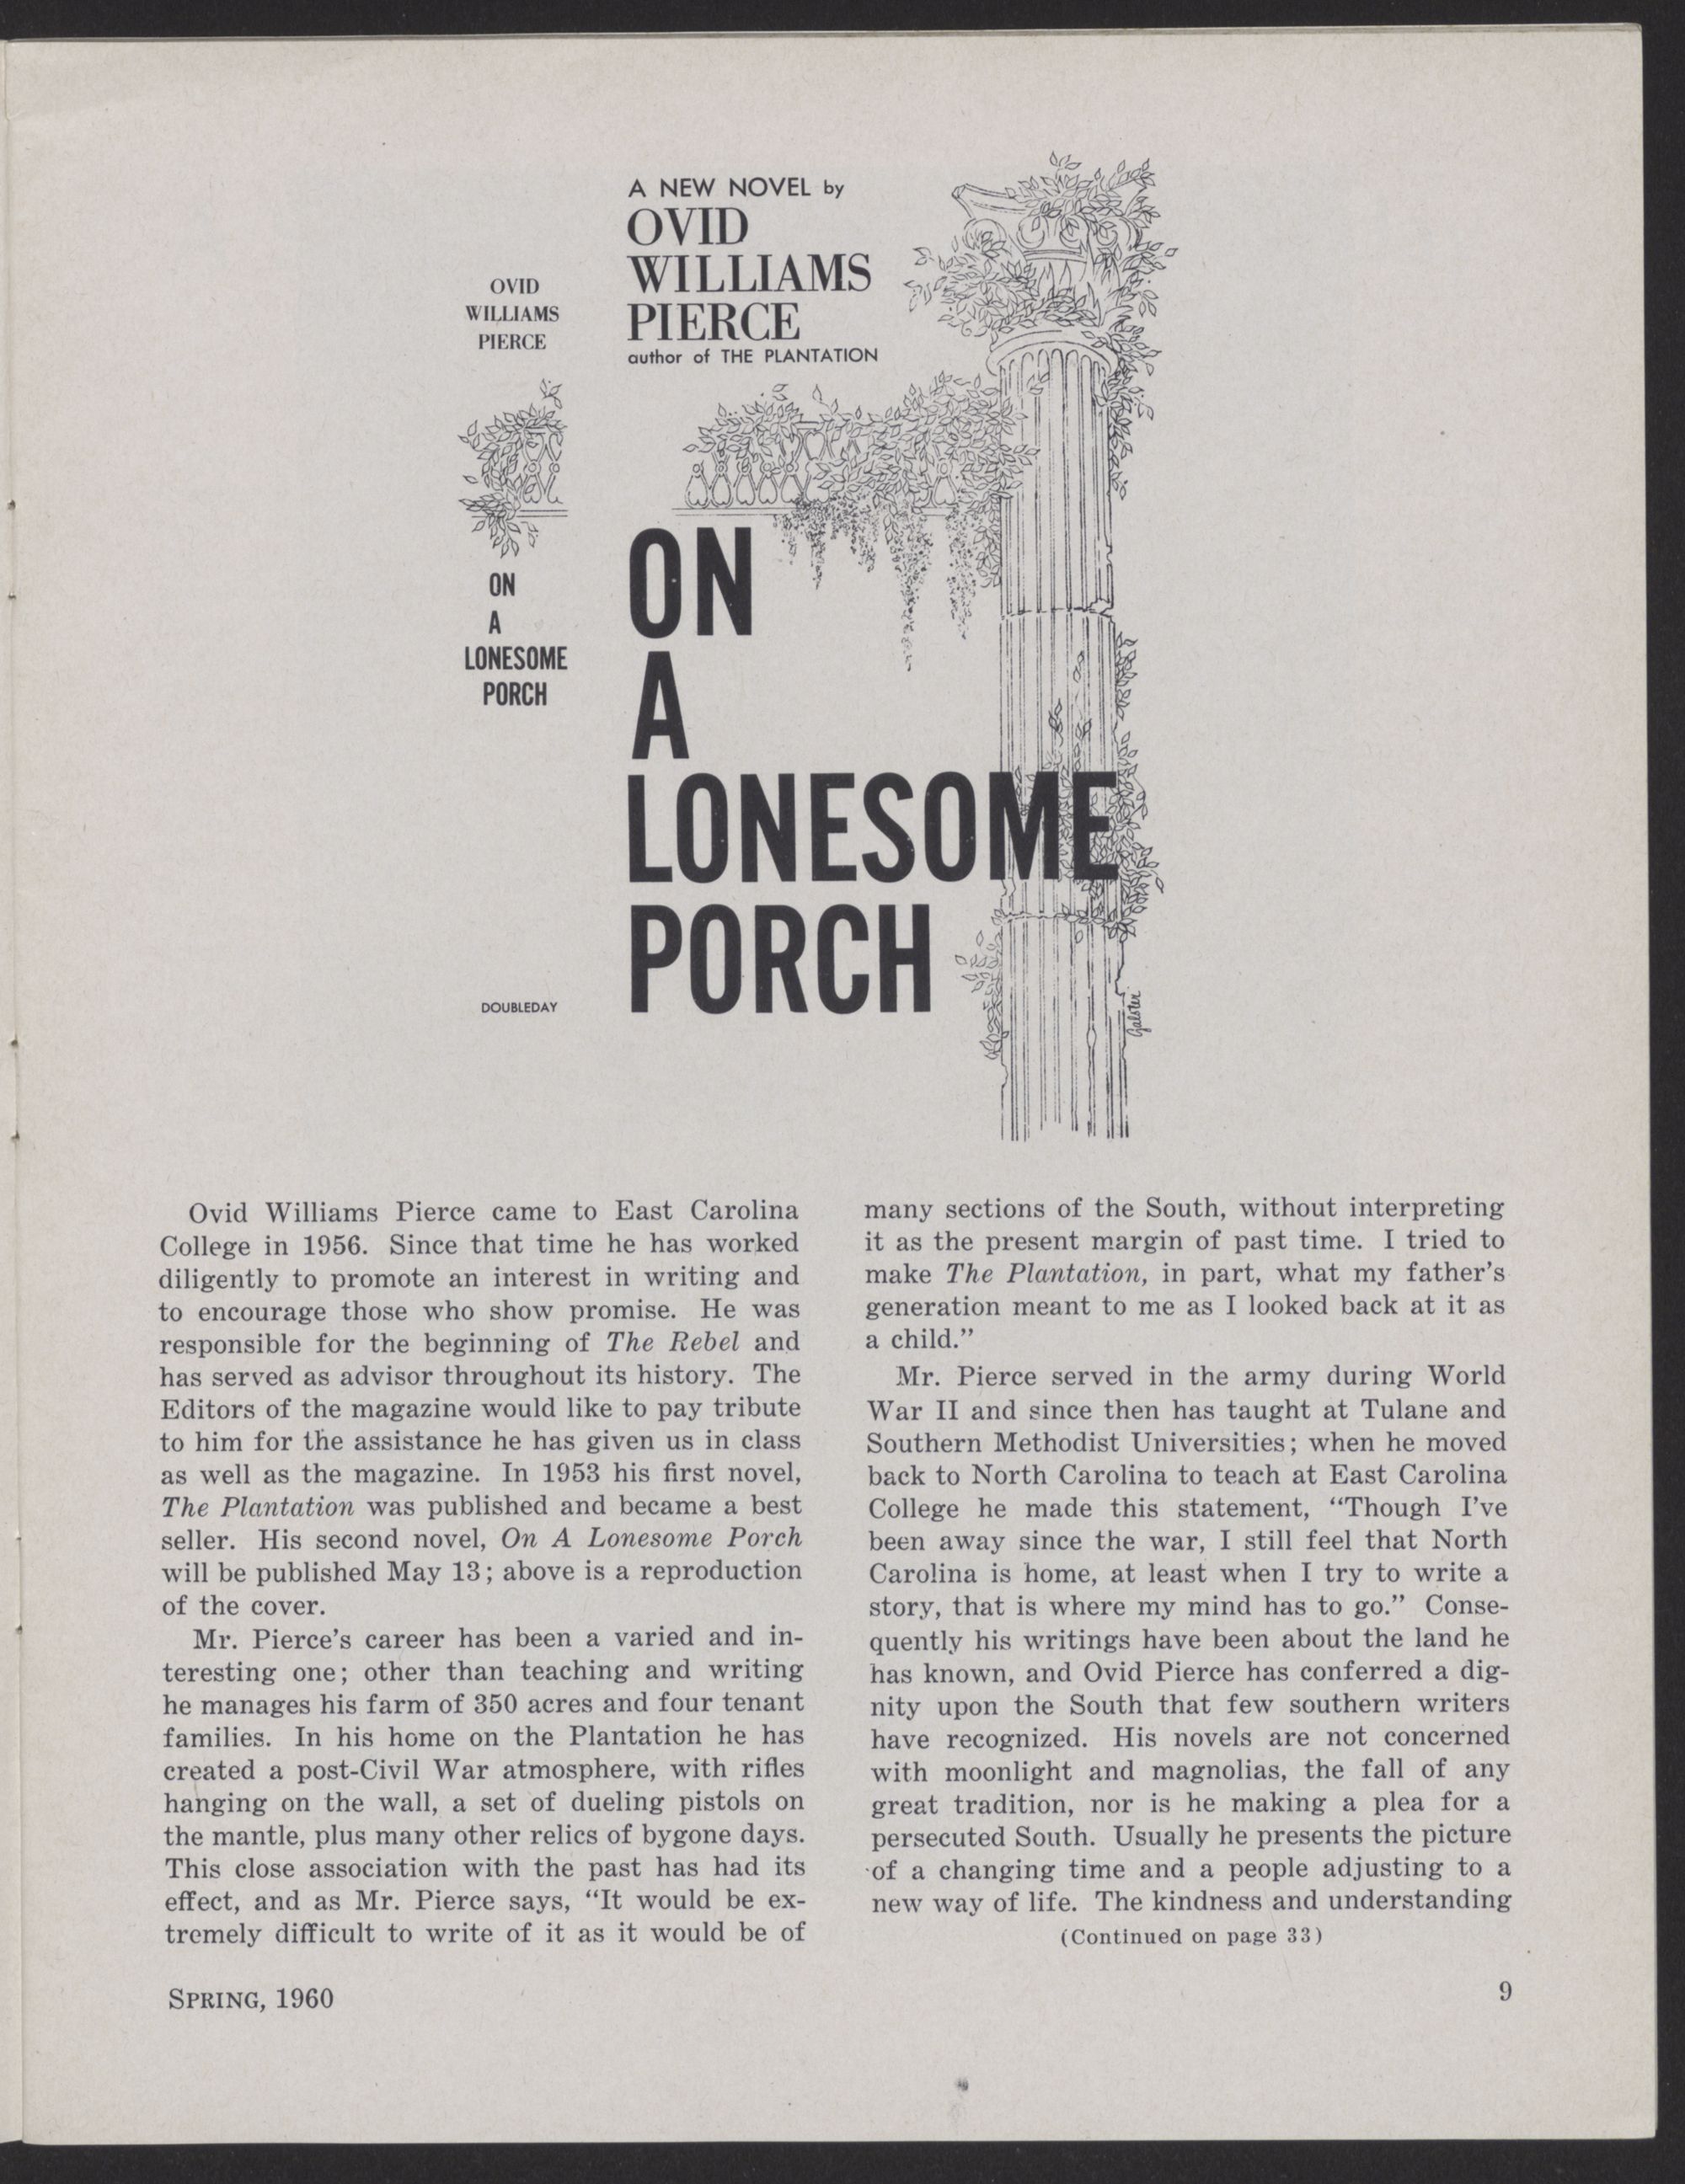 OVID
WILLIAMS
PIERCE
ON
A
LONESOME
PORCH
DOUBLEDAY
A NEW NOVEL by
OVID
WILLIAMS
PIERCE
author of THE PLANTATION
ON
A
LONESOME
PORCH
Galster
Ovid Williams Pierce came to East Carolina
College in 1956. Since that time he has worked
diligently to promote an interest in writing and
to encourage those who show promise. He was
responsible for the beginning of The Rebel and
has served as advisor throughout its history. The
Editors of the magazine would like to pay tribute
to him for the assistance he has given us in class
as well as the magazine. In 1953 his first novel,
The Plantation was published and became a best
seller. His second novel, On A Lonesome Porch
will be published May 13; above is a reproduction
of the cover.
Mr. Pierce's career has been a varied and in-
teresting one; other than teaching and writing
he manages his farm of 350 acres and four tenant
families. In his home on the Plantation he has
created a post-Civil War atmosphere, with rifles
hanging on the wall, a set of dueling pistols on
the mantle, plus many other relics of bygone days.
This close association with the past has had its
effect, and as Mr. Pierce says, "It would be ex-
tremely difficult to write of it as it would be of
many sections of the South, without interpreting
it as the present margin of past time. I tried to
make The Plantation, in part, what my father's
generation meant to me as I looked back at it as
a child."
Mr. Pierce served in the army during World
War II and since then has taught at Tulane and
Southern Methodist Universities; when he moved
back to North Carolina to teach at East Carolina
College he made this statement, "Though I've
been away since the war, I still feel that North
Carolina is home, at least when I try to write a
story, that is where my mind has to go." Conse-
quently his writings have been about the land he
has known, and Ovid Pierce has conferred a dig-
nity upon the South that few southern writers
have recognized. His novels are not concerned
with moonlight and magnolias, the fall of any
great tradition, nor is he making a plea for a
persecuted South. Usually he presents the picture
of a changing time and a people adjusting to a
new way of life. The kindness and understanding
(Continued on page 33)
SPRING, 1960
9